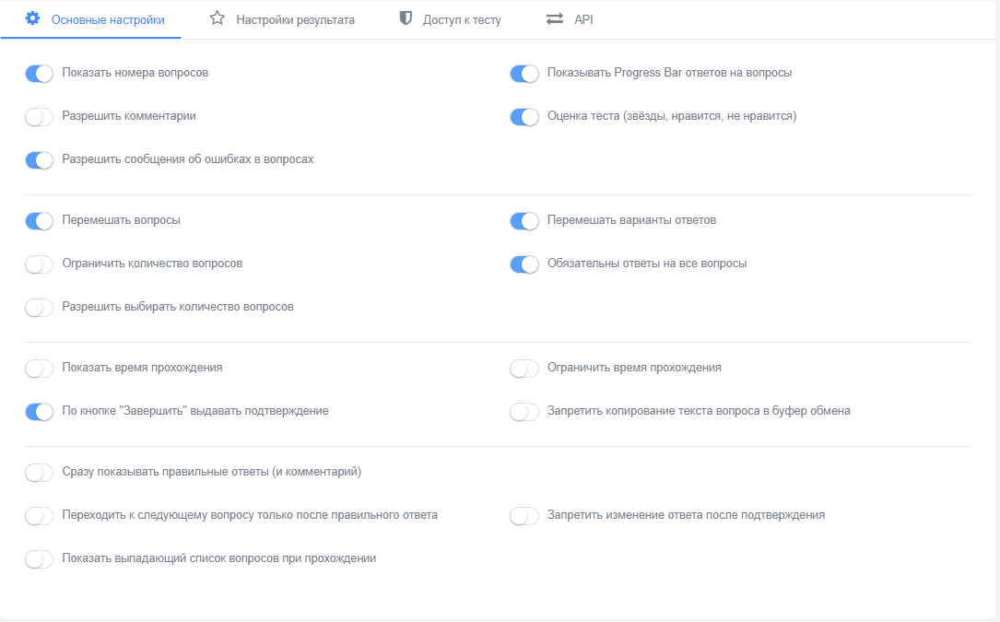 Основные настройки Настройки результата Доступ к тесту API
Показать номера вопросов Показывать Progress Bar ответов на вопросы
Разрешить комментарии Оценка теста (звёзды, нравится, не нравится)
Разрешить сообщения об ошибках в вопросах
Перемешать вопросы Перемешать варианты ответов
Ограничить количество вопросов Обязательны ответы на все вопросы
Разрешить выбирать количество вопросов
Показать время прохождения Ограничить время прохождения
По кнопке "Завершить" выдавать подтверждение Запретить копирование текста вопроса в буфер обмена
Сразу показывать правильные ответы (и комментарий)
Переходить к следующему вопросу только после правильного ответа Запретить изменение ответа после подтверждения
Показать выпадающий список вопросов при прохождении